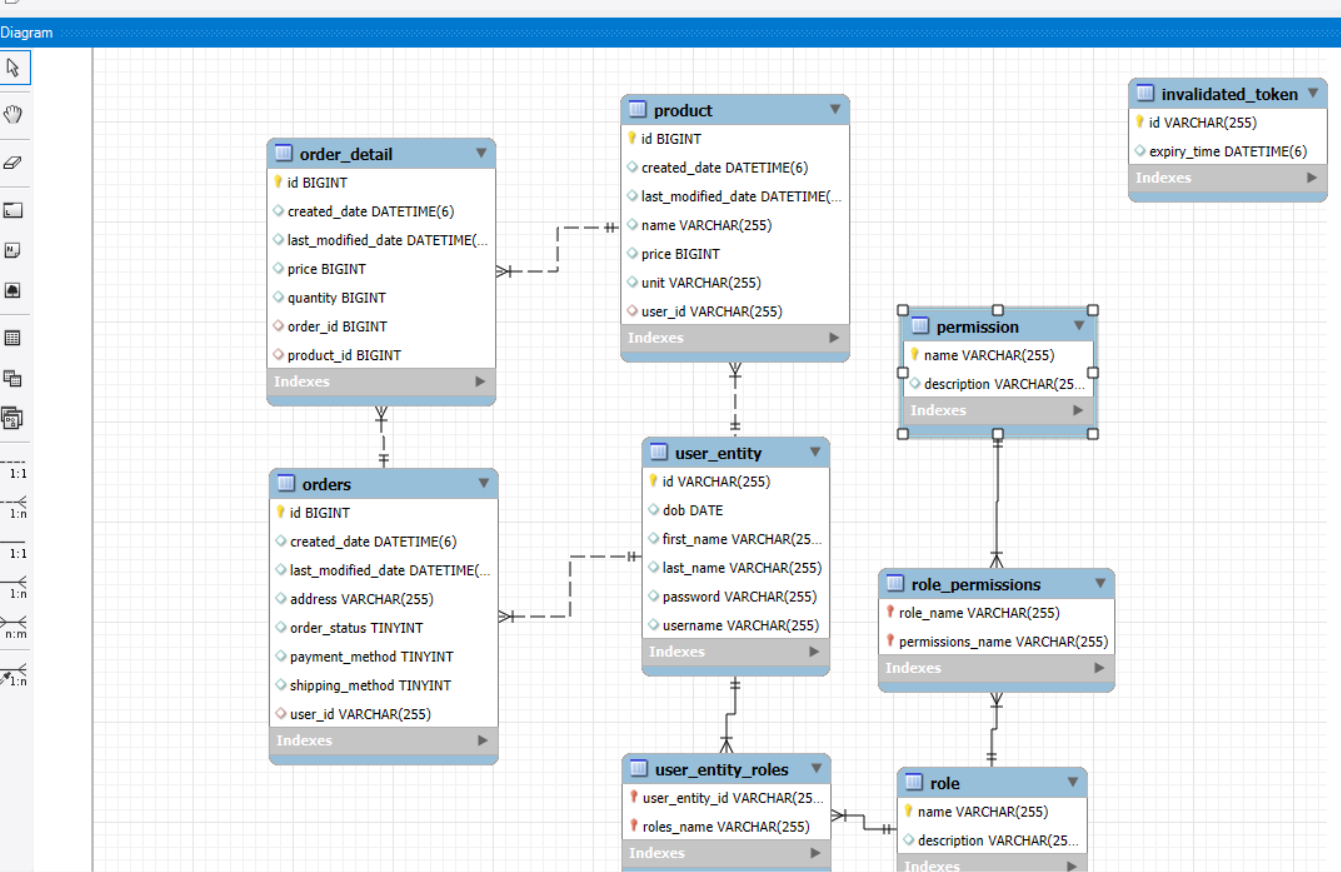 Diagram
1:1
1:n
1:1
1:n
n:m
1:n
order_detail
id BIGINT
created_date DATETIME(6)
last_modified_date DATETIME(...
price BIGINT
quantity BIGINT
order_id BIGINT
product_id BIGINT
Indexes
orders
id BIGINT
created_date DATETIME(6)
last_modified_date DATETIME(...
address VARCHAR(255)
order_status TINYINT
payment_method TINYINT
shipping_method TINYINT
user_id VARCHAR(255)
Indexes
product
id BIGINT
created_date DATETIME(6)
last_modified_date DATETIME(...
name VARCHAR(255)
price BIGINT
unit VARCHAR(255)
user_id VARCHAR(255)
Indexes
user_entity
id VARCHAR(255)
dob DATE
first_name VARCHAR(25...
last_name VARCHAR(255)
password VARCHAR(255)
username VARCHAR(255)
Indexes
user_entity_roles
user_entity_id VARCHAR(25...
roles_name VARCHAR(255)
Indexes
invalidated_token
id VARCHAR(255)
expiry_time DATETIME(6)
Indexes
permission
name VARCHAR(255)
description VARCHAR(25...
Indexes
role_permissions
role_name VARCHAR(255)
permissions_name VARCHAR(255)
Indexes
role
name VARCHAR(255)
description VARCHAR(25...
Indexes